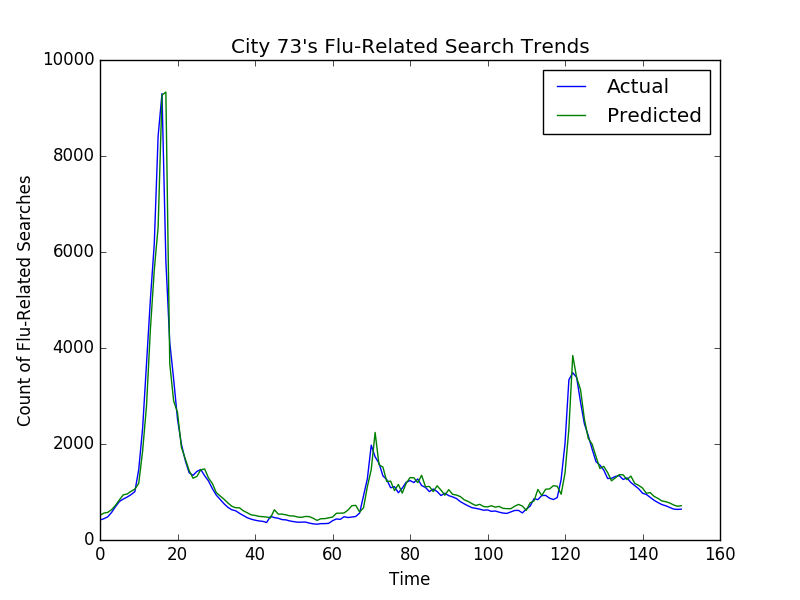 City 73's Flu-Related Search Trends
Actual
Predicted
Count of Flu-Related Searches
10000
8000
6000
4000
2000
0
0 20 40 60 80 100 120 140 160
Time